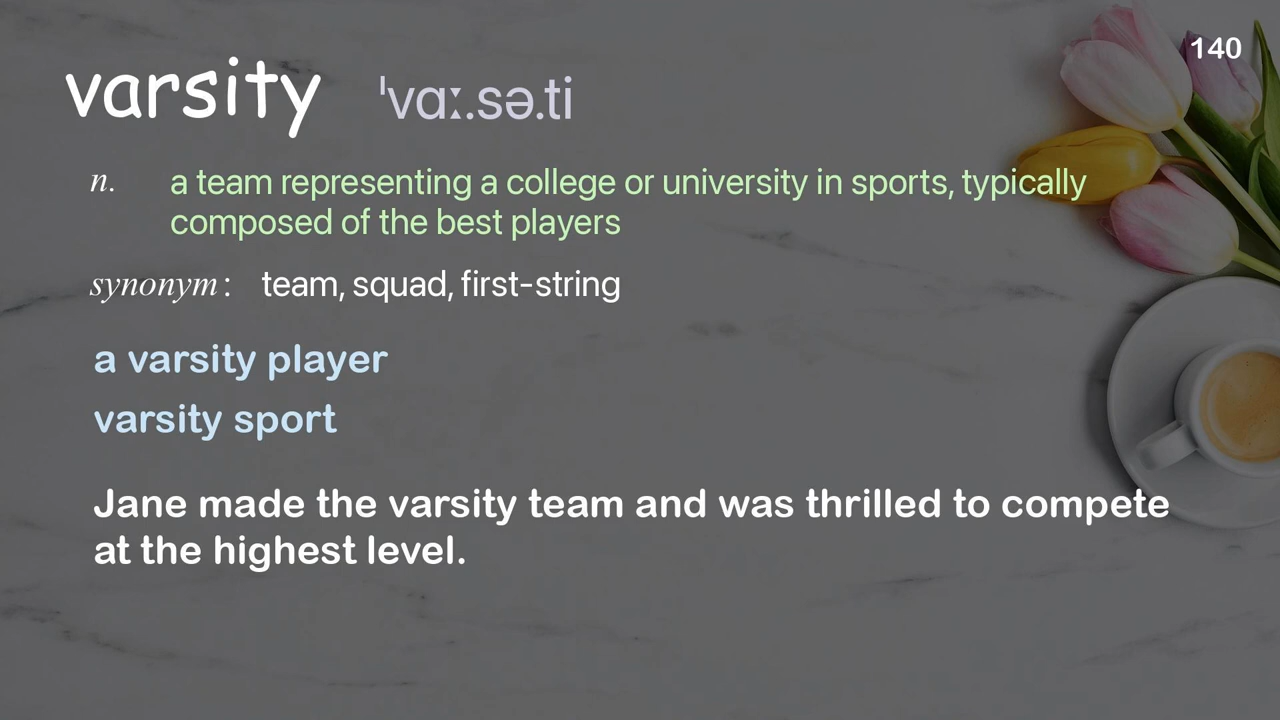 140
varsity ˈvɑː.sə.ti
n. a team representing a college or university in sports, typically
composed of the best players
synonym: team, squad, first-string
a varsity player
varsity sport
Jane made the varsity team and was thrilled to compete
at the highest level.